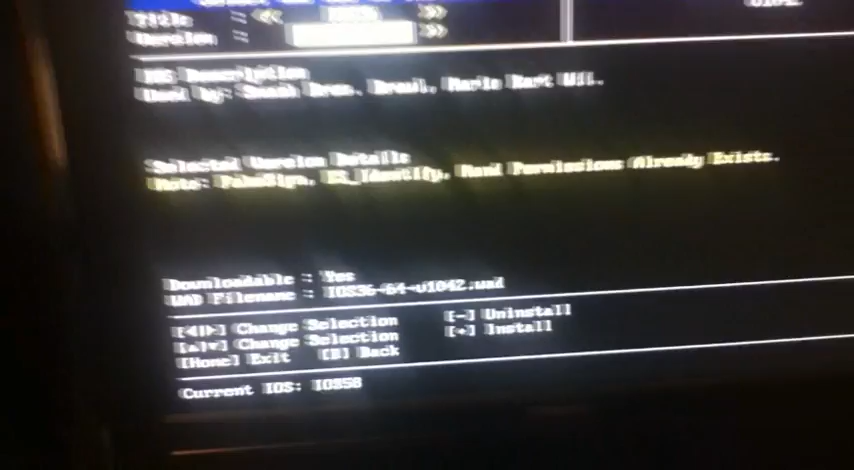 Title : << IOS36 >>
Version : >>
IOS Description
Used by: Smash Bros. Brawl, Mario Kart Wii.
Selected Version Details
Note: FakeSign, ES_Identify, Nand Permissions Already Exists.
Downloadable : Yes
WAD Filename : IOS36-64-v1042.wad
[◄|►] Change Selection [-] Uninstall
[▲|▼] Change Selection [+] Install
[Home] Exit [B] Back
Current IOS: IOS58